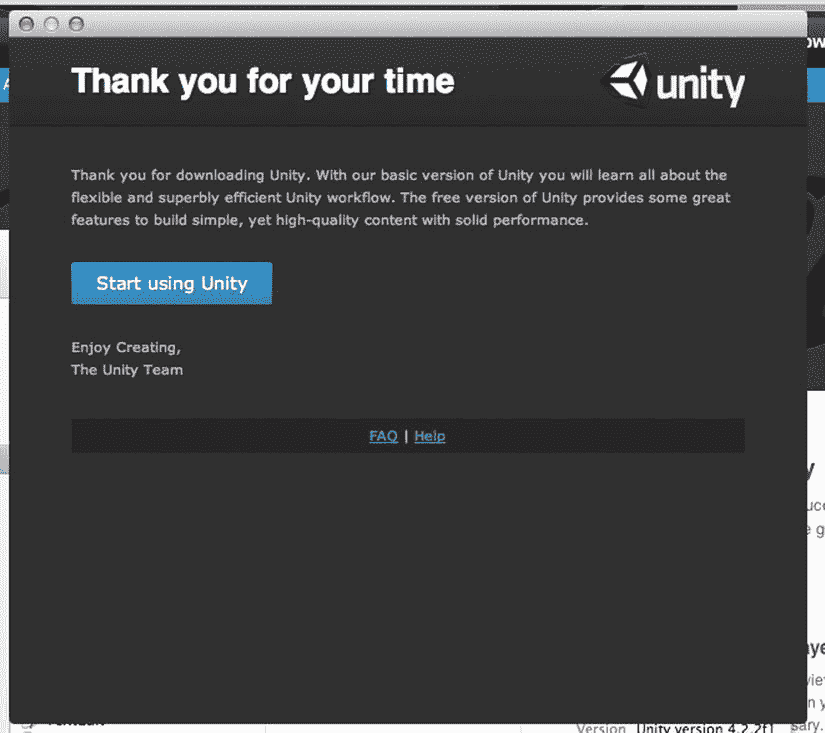 Thank you for your time
unity
Thank you for downloading Unity. With our basic version of Unity you will learn all about the
flexible and superbly efficient Unity workflow. The free version of Unity provides some great
features to build simple, yet high-quality content with solid performance.
Start using Unity
Enjoy Creating,
The Unity Team
FAQ | Help
Version Unity version 4.2.2f1